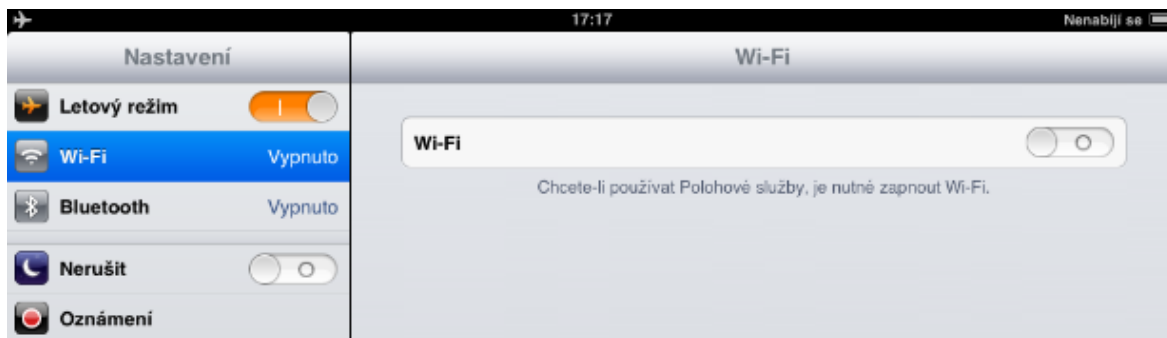 17:17 Nenabíjí se
Nastavení
Wi-Fi
Letový režim
Wi-Fi Vypnuto
Wi-Fi
Chcete-li používat Polohové služby, je nutné zapnout Wi-Fi.
Bluetooth Vypnuto
Nerušit
Oznámení